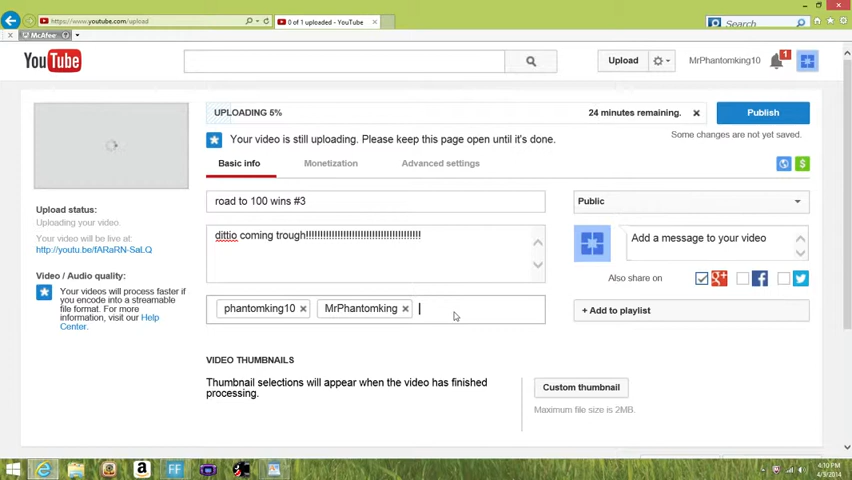 https://www.youtube.com/upload
0 of 1 uploaded - YouTube
Search
McAfee
YouTube
Upload
MrPhantomking10
1
UPLOADING 5%
24 minutes remaining.
Publish
Your video is still uploading. Please keep this page open until it's done.
Some changes are not yet saved.
Basic info
Monetization
Advanced settings
road to 100 wins #3
Public
Upload status:
Uploading your video.
Your video will be live at:
http://youtu.be/fARaRN-SaLQ
dittio coming trough!!!!!!!!!!!!!!!!!!!!!!!!!!!!!!!!!!!!!!!
Add a message to your video
Also share on
Video / Audio quality:
Your videos will process faster if
you encode into a streamable
file format. For more
information, visit our Help
Center.
phantomking10
MrPhantomking
+ Add to playlist
VIDEO THUMBNAILS
Thumbnail selections will appear when the video has finished
processing.
Custom thumbnail
Maximum file size is 2MB.
4:10 PM
4/3/2014